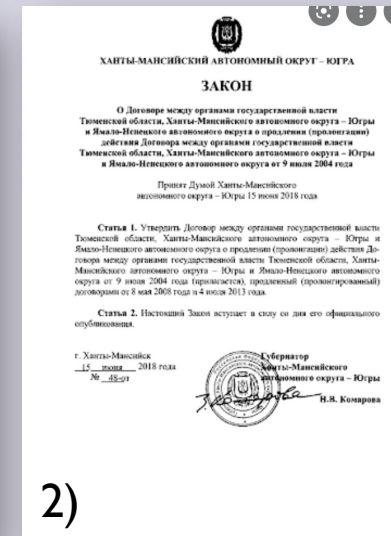 ХАНТЫ-МАНСИЙСКИЙ АВТОНОМНЫЙ ОКРУГ – ЮГРА
ЗАКОН
О Договоре между органами государственной власти
Тюменской области, Ханты-Мансийского автономного округа – Югры
и Ямало-Ненецкого автономного округа о продлении (пролонгации)
действия Договора между органами государственной власти
Тюменской области, Ханты-Мансийского автономного округа – Югры
и Ямало-Ненецкого автономного округа от 9 июля 2004 года
Принят Думой Ханты-Мансийского
автономного округа – Югры 15 июня 2018 года
Статья 1. Утвердить Договор между органами государственной власти
Тюменской области, Ханты-Мансийского автономного округа – Югры и
Ямало-Ненецкого автономного округа о продлении (пролонгации) действия До-
говора между органами государственной власти Тюменской области, Ханты-
Мансийского автономного округа – Югры и Ямало-Ненецкого автономного
округа от 9 июля 2004 года (прилагается), продленный (пролонгированный)
договорами от 8 мая 2008 года и 4 июля 2013 года.
Статья 2. Настоящий Закон вступает в силу со дня его официального
опубликования.
г. Ханты-Мансийск
15 июня 2018 года
№ 48-оз
Губернатор
Ханты-Мансийского
автономного округа – Югры
Н.В. Комарова
2)